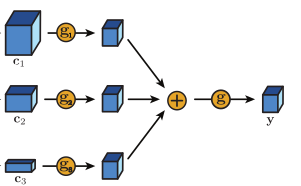 g₁
c₁
+
g
g₂
c₂
y
g₃
c₃